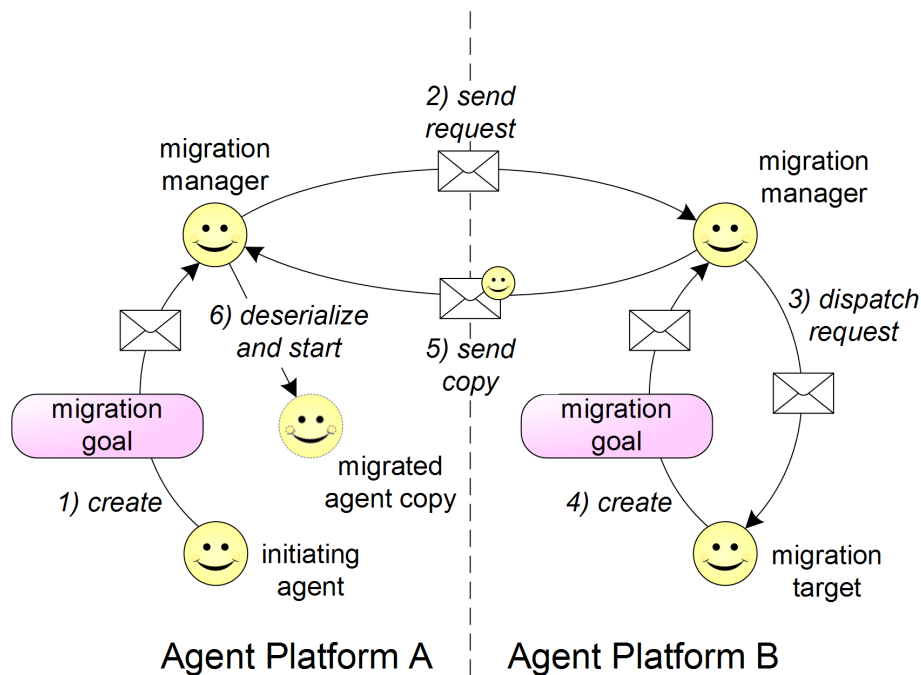 2) send
request
migration
manager
migration
manager
3) dispatch
request
6) deserialize
and start
5) send
copy
migration
goal
migration
goal
migrated
agent copy
1) create
4) create
initiating
agent
migration
target
Agent Platform A
Agent Platform B